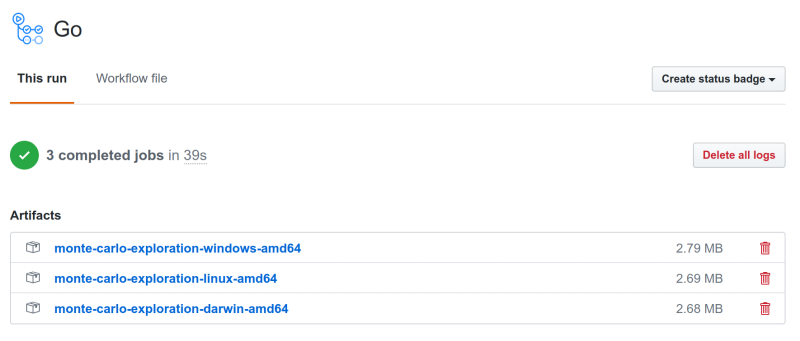 Go
This run Workflow file Create status badge
3 completed jobs in 39s Delete all logs
Artifacts
monte-carlo-exploration-windows-amd64 2.79 MB
monte-carlo-exploration-linux-amd64 2.69 MB
monte-carlo-exploration-darwin-amd64 2.68 MB